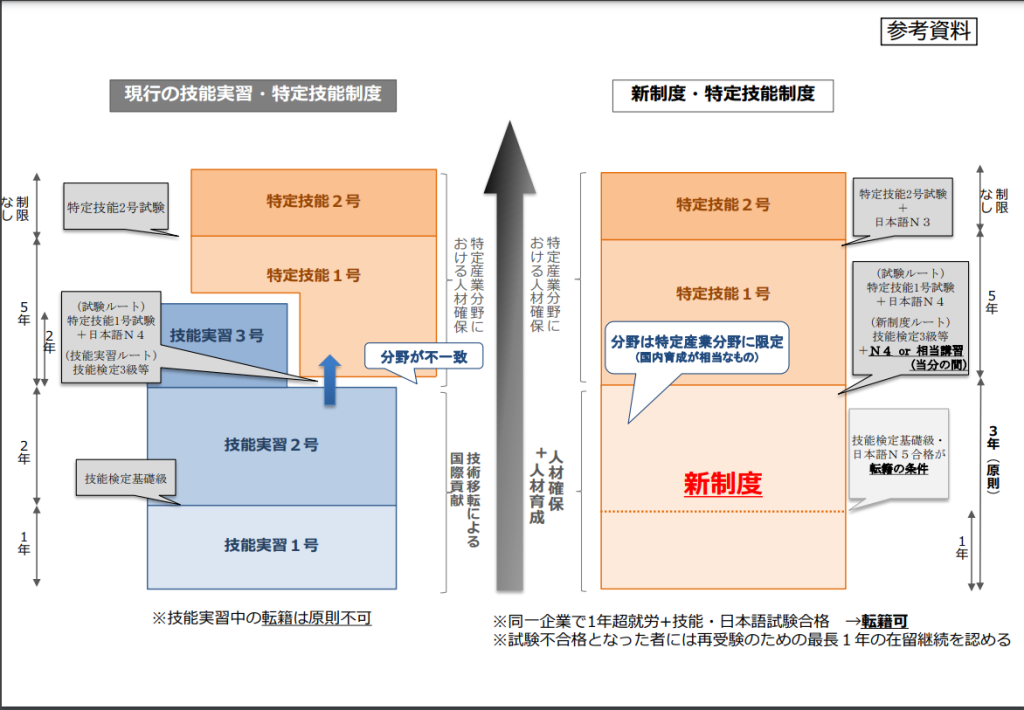 参考資料
現行の技能実習・特定技能制度
制限なし
5年
2年
2年
1年
特定技能2号試験
特定技能２号
特定技能１号
(試験ルート)
特定技能1号試験
＋日本語Ｎ４
(技能実習ルート)
技能検定3級等
技能実習３号
分野が不一致
技能実習２号
技能検定基礎級
技能実習１号
特定産業分野に
おける人材確保
技術移転による
国際貢献
※技能実習中の転籍は原則不可
新制度・特定技能制度
特定産業分野に
おける人材確保
人材確保
＋人材育成
特定技能２号
特定技能１号
分野は特定産業分野に限定
(国内育成が相当なもの)
新制度
特定技能2号試験
＋
日本語Ｎ３
(試験ルート)
特定技能1号試験
＋日本語Ｎ４
(新制度ルート)
技能検定3級等
＋Ｎ４ or 相当講習
(当分の間)
技能検定基礎級・
日本語Ｎ５合格が
転籍の条件
制限なし
5年
3年（原則）
1年
※同一企業で1年超就労+技能・日本語試験合格　→転籍可
※試験不合格となった者には再受験のための最長１年の在留継続を認める